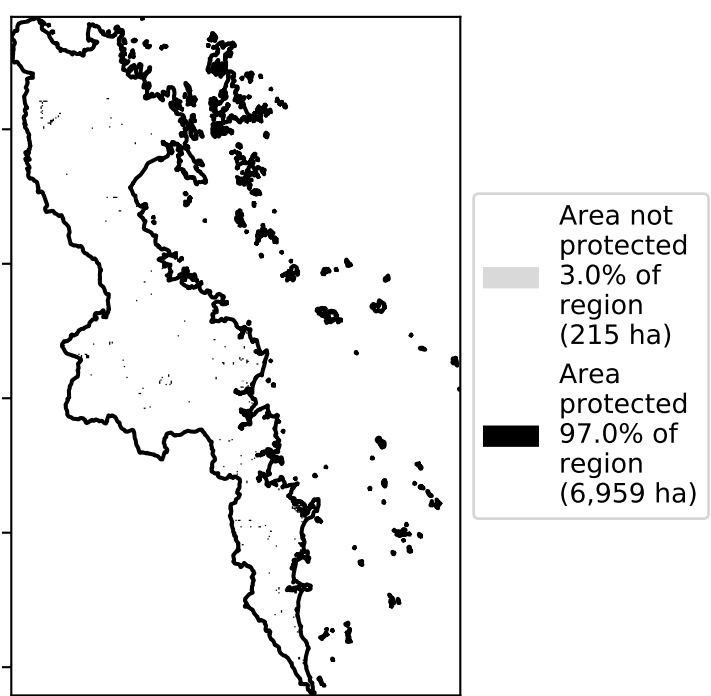 Area not
protected
3.0% of
region
(215 ha)
Area
protected
97.0% of
region
(6,959 ha)